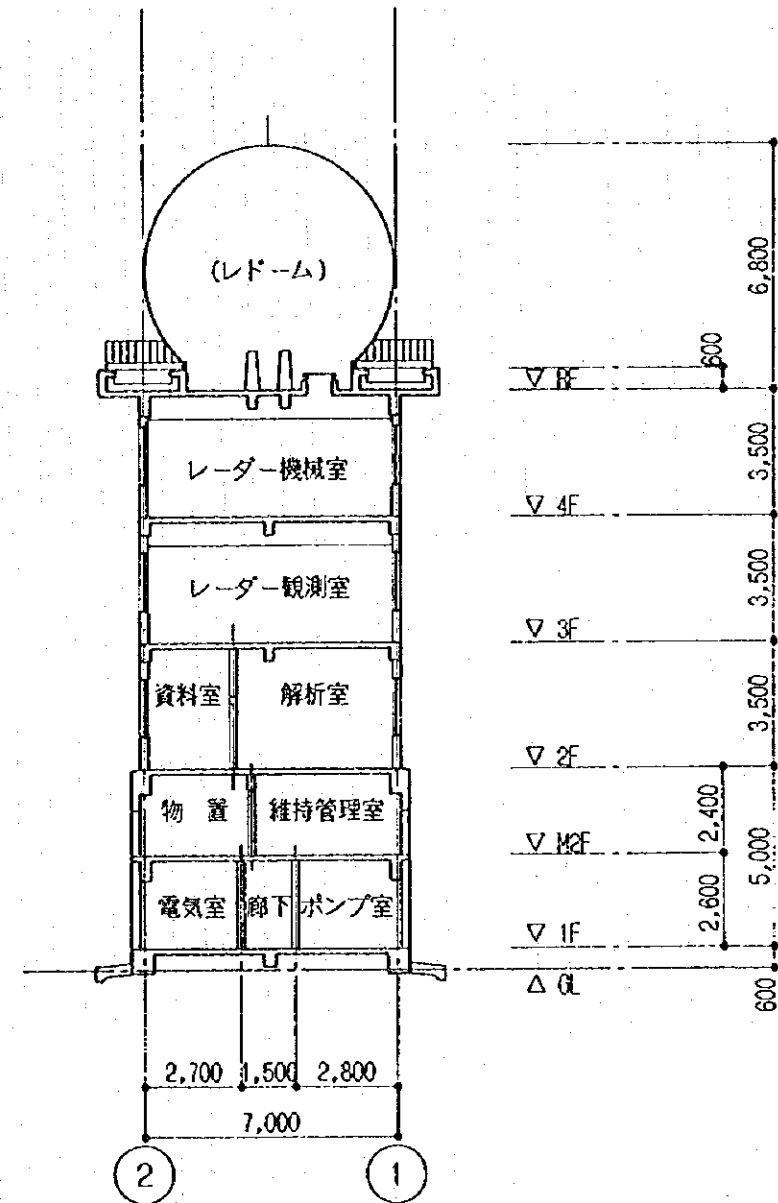 (レドーム)
6,800
600
▽ RF
レーダー機械室
3,500
▽ 4F
レーダー観測室
3,500
▽ 3F
資料室 解析室
3,500
▽ 2F
物 置 維持管理室
2,400
▽ M2F
5,000
電気室 廊下 ポンプ室
2,600
▽ 1F
△ GL
600
2,700 1,500 2,800
7,000
2 1